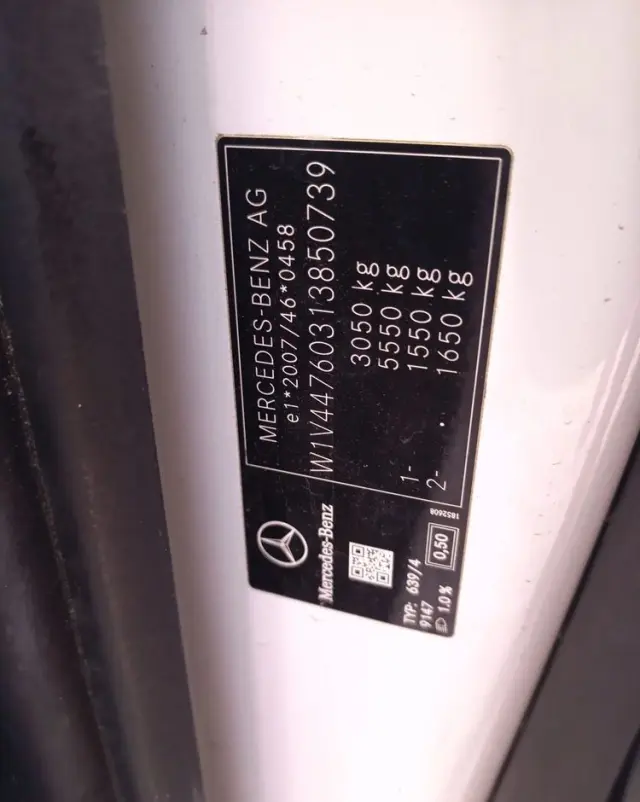 MERCEDES-BENZ AG
e1*2007/46*0458
W1V44760313850739
3050 kg
5550 kg
1- 1550 kg
2- 1650 kg
Mercedes-Benz
TYP: 639/4
9147
1.0% 0,50
1852608